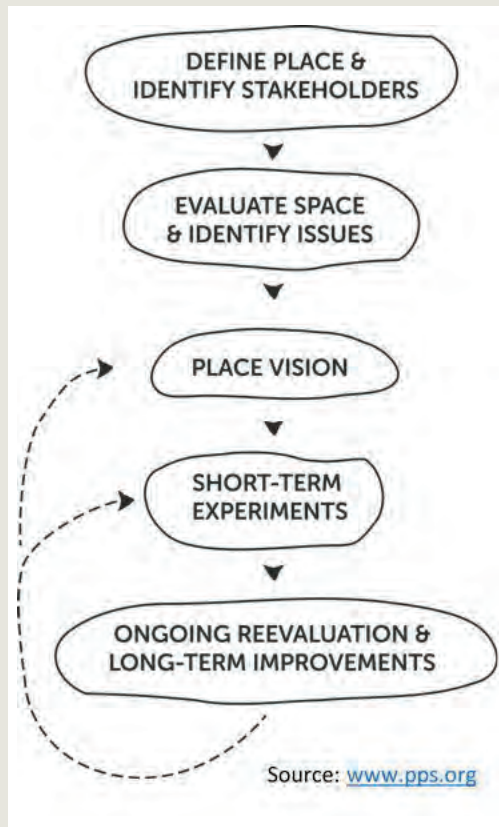 DEFINE PLACE &
IDENTIFY STAKEHOLDERS
EVALUATE SPACE
& IDENTIFY ISSUES
PLACE VISION
SHORT-TERM
EXPERIMENTS
ONGOING REEVALUATION &
LONG-TERM IMPROVEMENTS
Source: www.pps.org